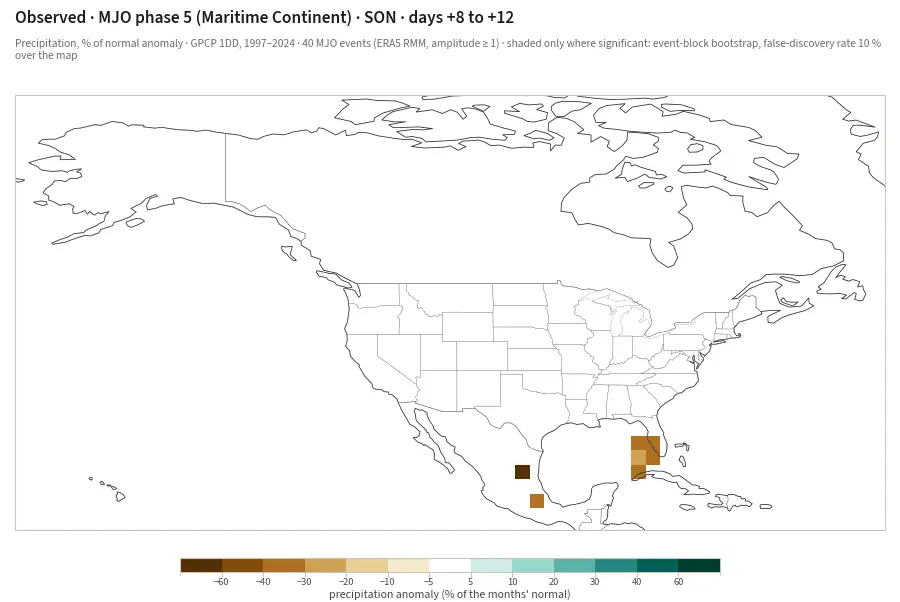 Observed · MJO phase 5 (Maritime Continent) · SON · days +8 to +12
Precipitation, % of normal anomaly · GPCP 1DD, 1997–2024 · 40 MJO events (ERA5 RMM, amplitude ≥ 1) · shaded only where significant: event-block bootstrap, false-discovery rate 10 %
over the map
−60 −40 −30 −20 −10 −5 5 10 20 30 40 60
precipitation anomaly (% of the months' normal)